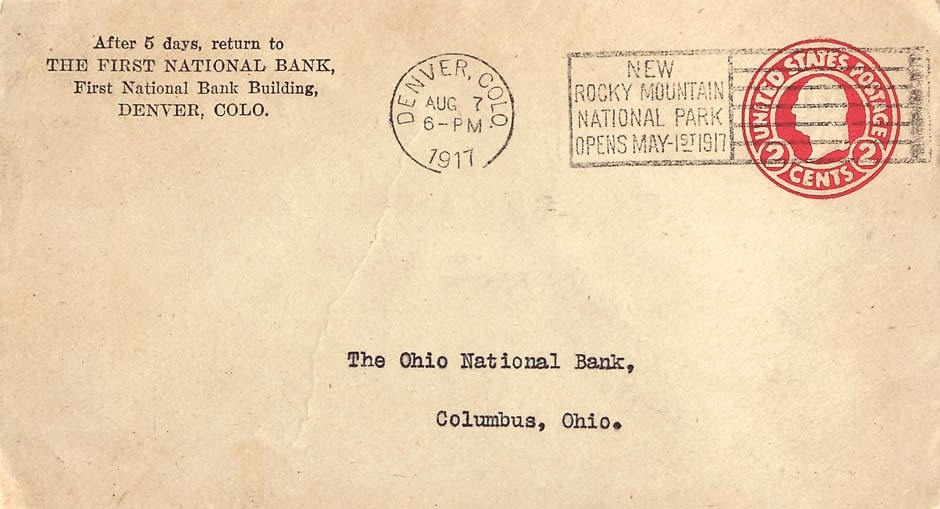 After 5 days, return to
THE FIRST NATIONAL BANK,
First National Bank Building,
DENVER, COLO.
DENVER, COLO.
AUG 7
6-PM
1917
NEW
ROCKY MOUNTAIN
NATIONAL PARK
OPENS MAY-1ST 1917
UNITED STATES POSTAGE
2 CENTS 2
The Ohio National Bank,
Columbus, Ohio.